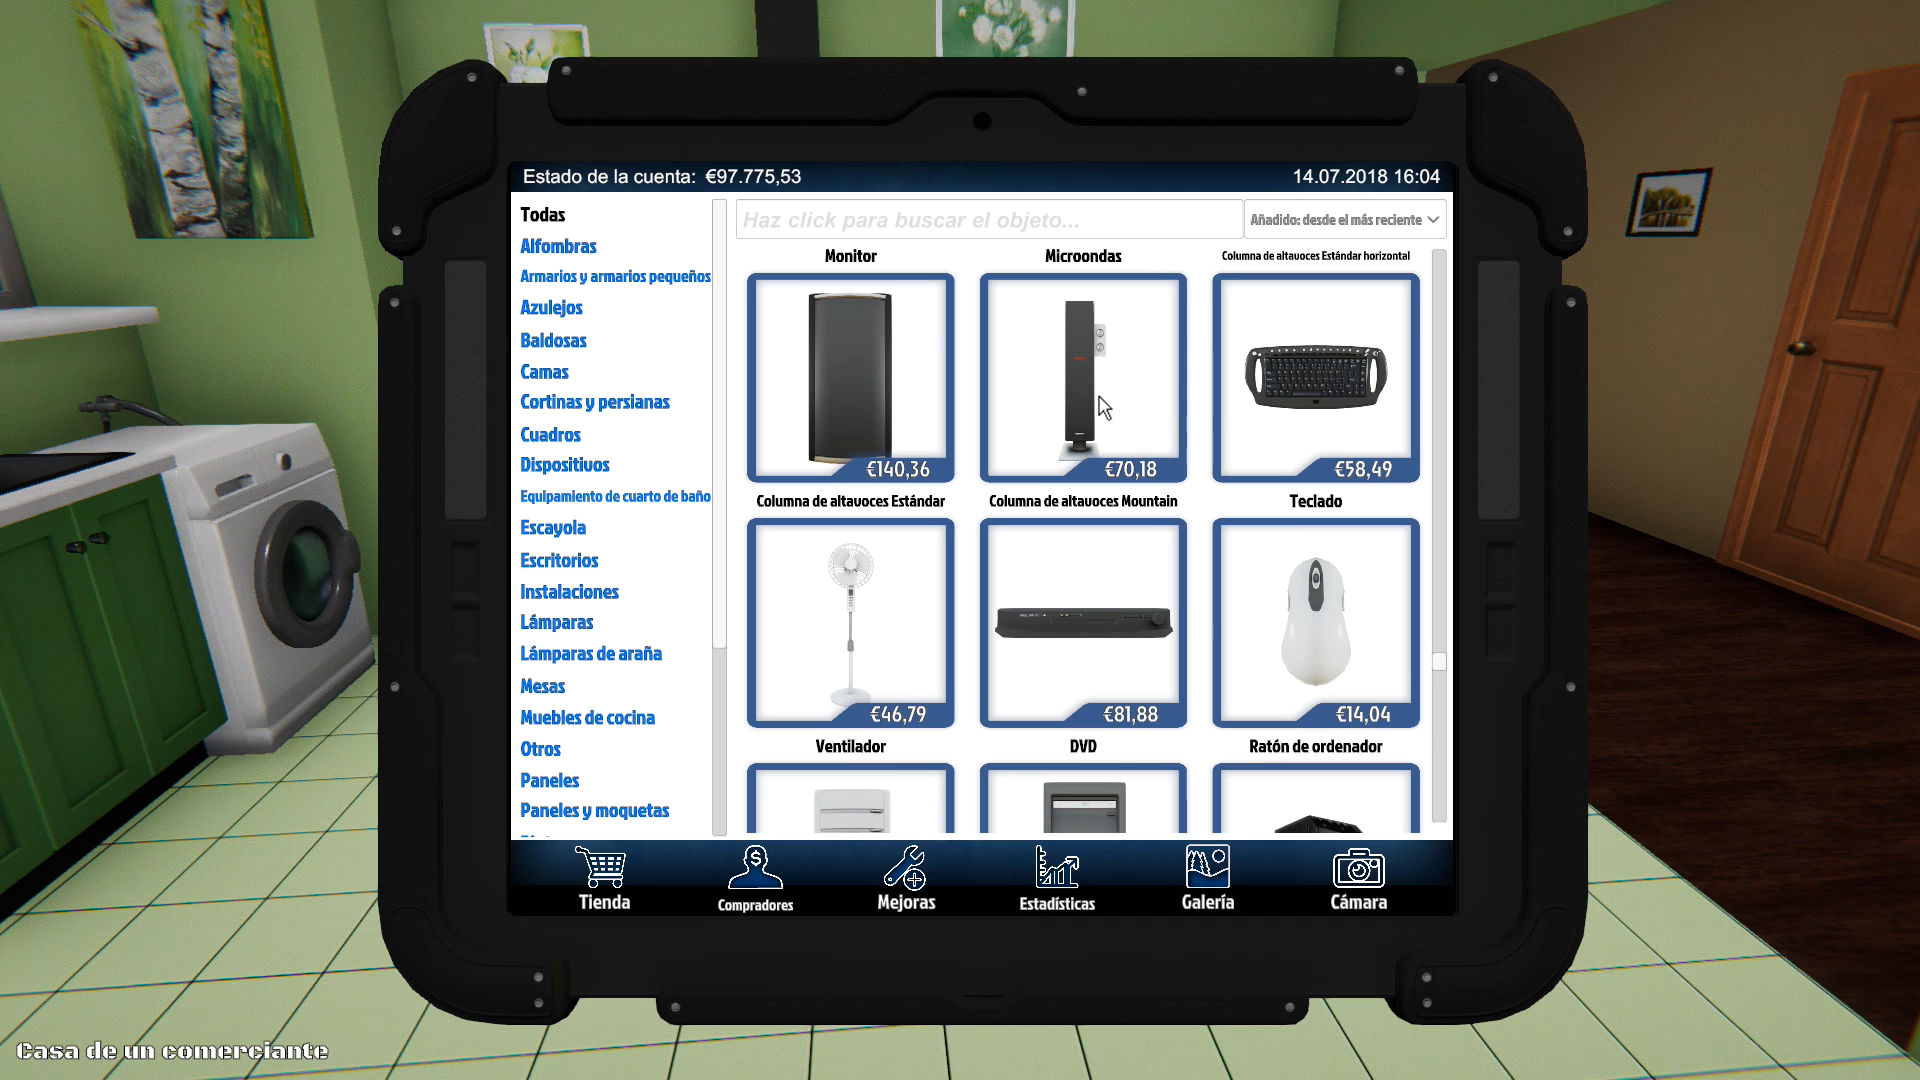 Estado de la cuenta: €97.775,53
14.07.2018 16:04
Todas
Alfombras
Armarios y armarios pequeños
Azulejos
Baldosas
Camas
Cortinas y persianas
Cuadros
Dispositivos
Equipamiento de cuarto de baño
Escayola
Escritorios
Instalaciones
Lámparas
Lámparas de araña
Mesas
Muebles de cocina
Otros
Paneles
Paneles y moquetas
Haz click para buscar el objeto...
Añadido: desde el más reciente
Monitor
Microondas
Columna de altavoces Estándar horizontal
€140,36
€70,18
€58,49
Columna de altavoces Estándar
Columna de altavoces Mountain
Teclado
€46,79
€81,88
€14,04
Ventilador
DVD
Ratón de ordenador
Tienda
Compradores
Mejoras
Estadísticas
Galería
Cámara
Casa de un comerciante